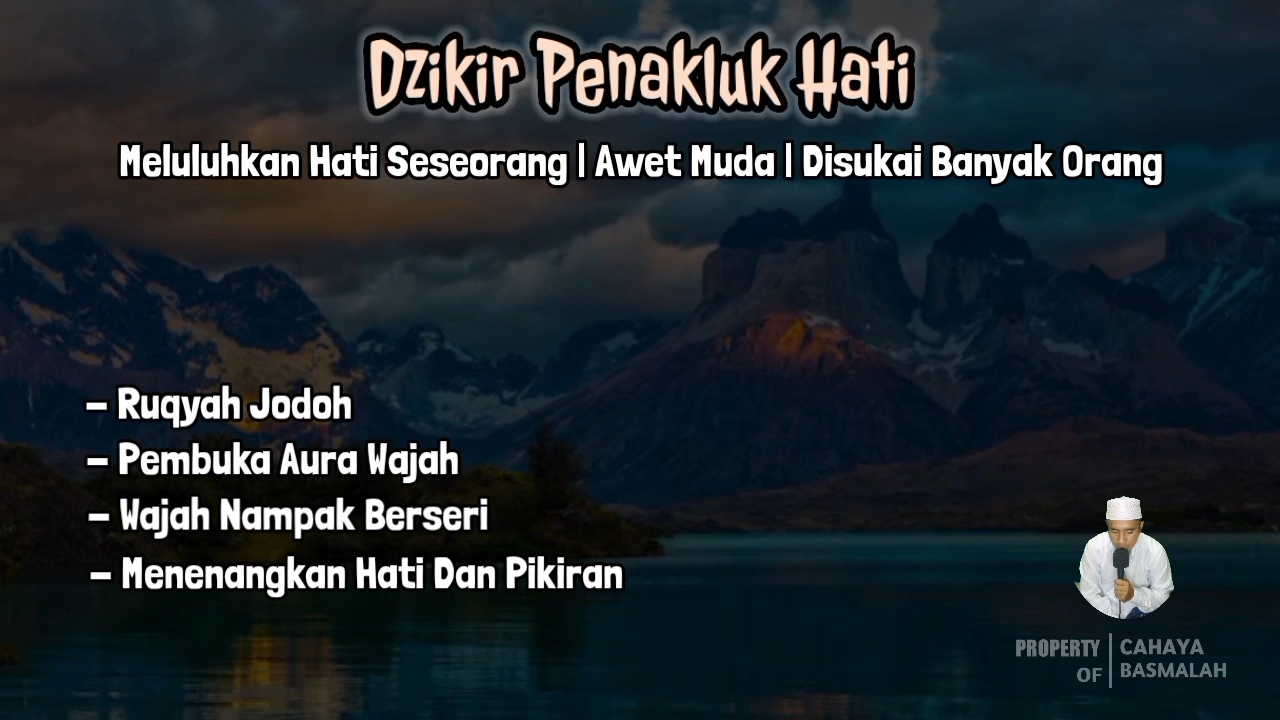 Dzikir Penakluk Hati
Meluluhkan Hati Seseorang | Awet Muda | Disukai Banyak Orang
- Ruqyah Jodoh
- Pembuka Aura Wajah
- Wajah Nampak Berseri
- Menenangkan Hati Dan Pikiran
PROPERTY OF | CAHAYA BASMALAH